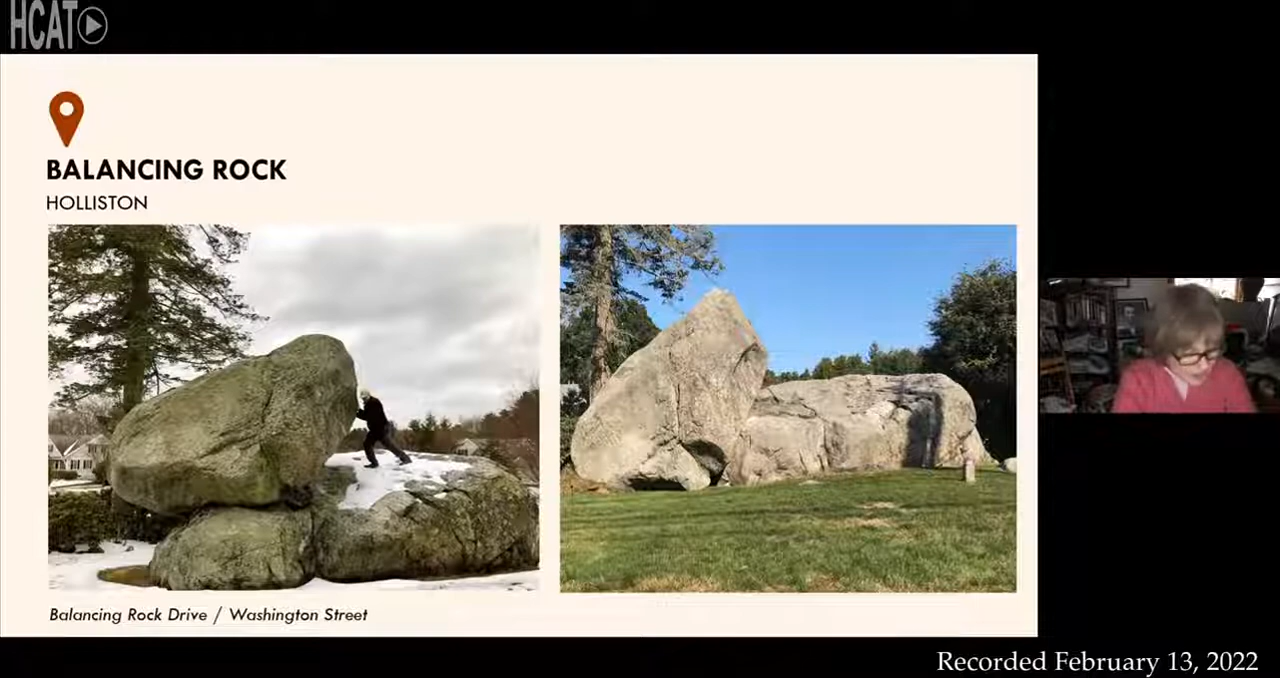 HCAT
BALANCING ROCK
HOLLISTON
Balancing Rock Drive / Washington Street
Recorded February 13, 2022